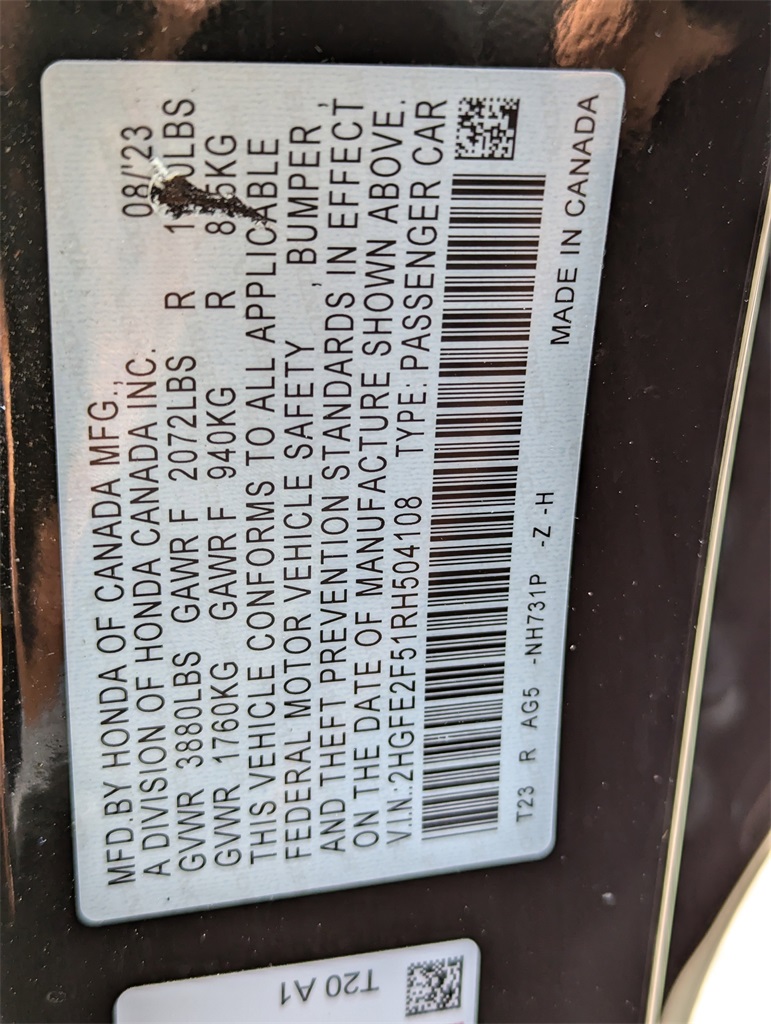 MFD.BY HONDA OF CANADA MFG., 08/'23
A DIVISION OF HONDA CANADA INC.
GVWR 3880LBS GAWR F 2072LBS R
GVWR 1760KG GAWR F 940KG R
THIS VEHICLE CONFORMS TO ALL APPLICABLE
FEDERAL MOTOR VEHICLE SAFETY , BUMPER ,
AND THEFT PREVENTION STANDARDS IN EFFECT
ON THE DATE OF MANUFACTURE SHOWN ABOVE.
V.I.N.:2HGFE2F51RH504108 TYPE: PASSENGER CAR
T23 R AG5 -NH731P -Z -H MADE IN CANADA
T20 A1